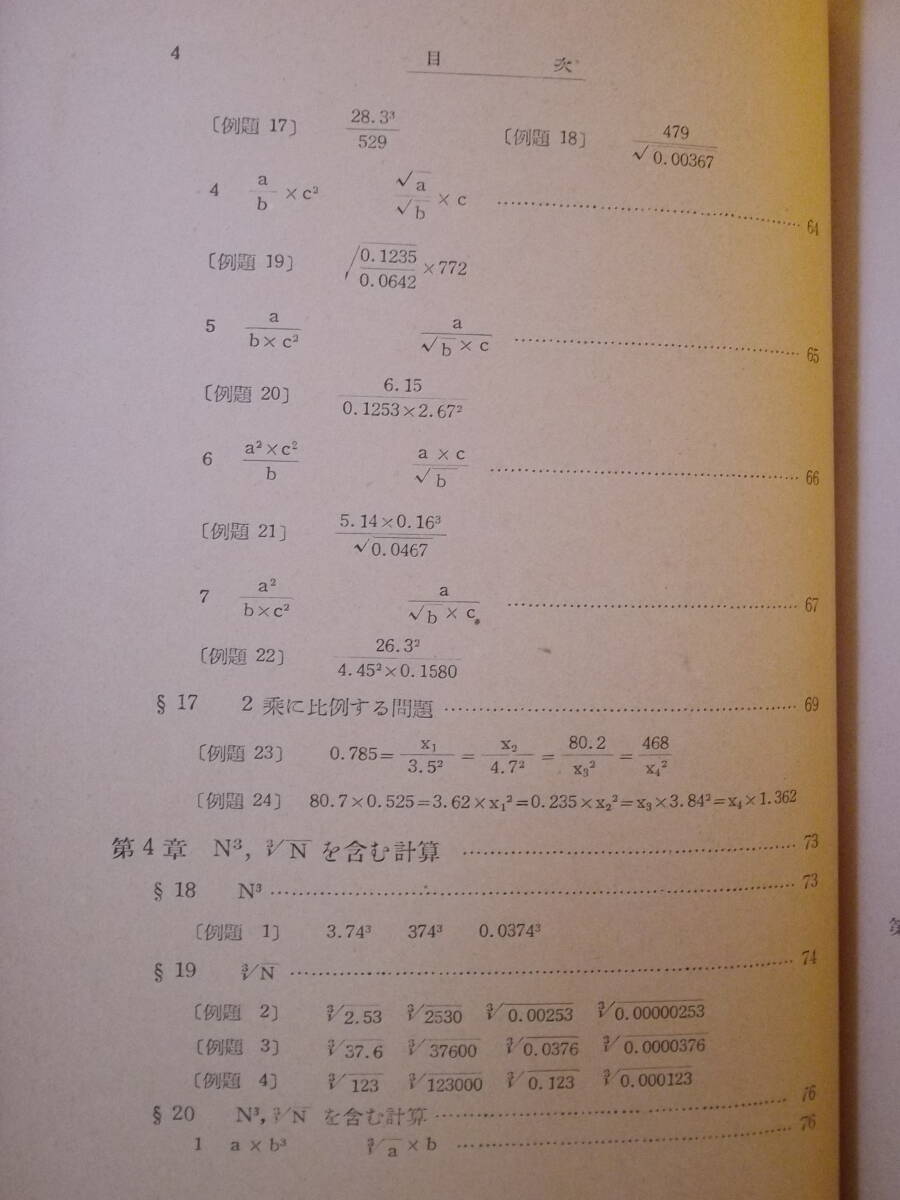 4 目 次
〔例題 17〕 28.3³/529 〔例題 18〕 479/√0.00367
4 a/b ×c² √a/√b ×c ……………… 64
〔例題 19〕 √(0.1235/0.0642) ×772
5 a/(b×c²) a/(√b×c) ……………… 65
〔例題 20〕 6.15/(0.1253×2.67²)
6 (a²×c²)/b (a×c)/√b ……………… 66
〔例題 21〕 (5.14×0.16³)/√0.0467
7 a²/(b×c²) a/(√b×c) ……………… 67
〔例題 22〕 26.3²/(4.45²×0.1580)
§ 17 2 乗に比例する問題 ……………… 69
〔例題 23〕 0.785=x₁/3.5²=x₂/4.7²=80.2/x₃²=468/x₄²
〔例題 24〕 80.7×0.525=3.62×x₁²=0.235×x₂²=x₃×3.84²=x₄×1.36²
第 4 章 N³, ∛N を含む計算 ……………… 73
§ 18 N³ ……………… 73
〔例題 1〕 3.74³ 374³ 0.0374³
§ 19 ∛N ……………… 74
〔例題 2〕 ∛2.53 ∛2530 ∛0.00253 ∛0.00000253
〔例題 3〕 ∛37.6 ∛37600 ∛0.0376 ∛0.0000376
〔例題 4〕 ∛123 ∛123000 ∛0.123 ∛0.000123
§ 20 N³, ∛N を含む計算 ……………… 76
1 a×b³ ∛a×b ……………… 76